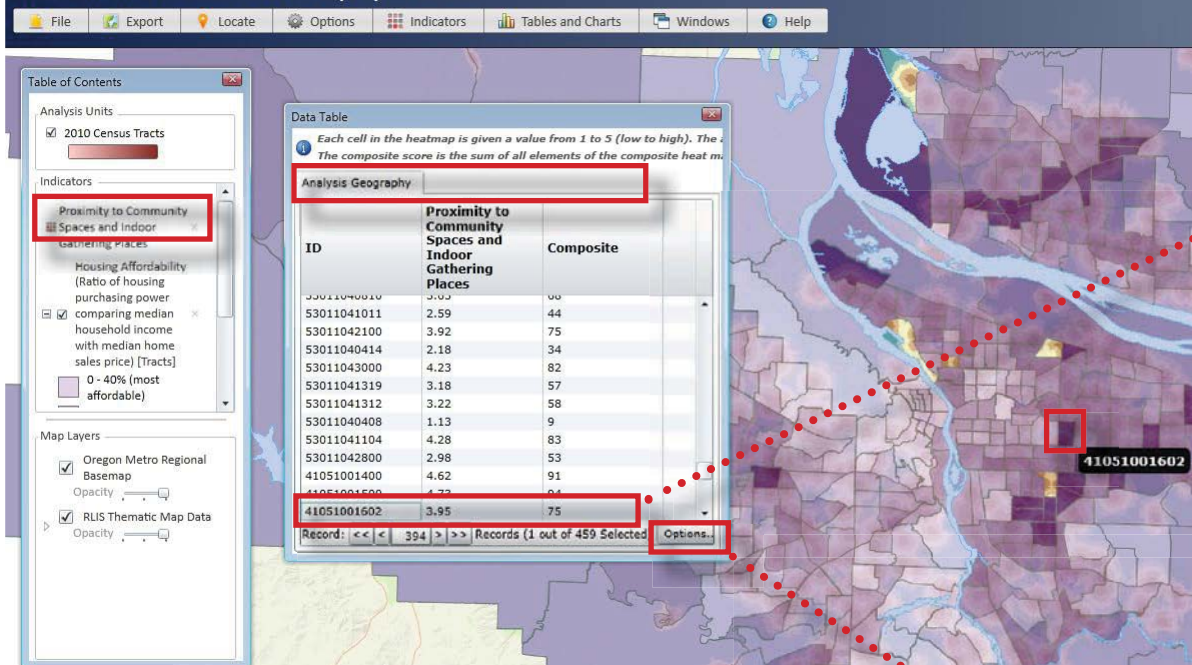 File Export Locate Options Indicators Tables and Charts Windows Help
Table of Contents
Analysis Units
2010 Census Tracts
Indicators
Proximity to Community
Spaces and Indoor
Gathering Places
Housing Affordability
(Ratio of housing
purchasing power
comparing median
household income
with median home
sales price) [Tracts]
0 - 40% (most
affordable)
Map Layers
Oregon Metro Regional
Basemap
Opacity
RLIS Thematic Map Data
Opacity
Data Table
Each cell in the heatmap is given a value from 1 to 5 (low to high). The
The composite score is the sum of all elements of the composite heat
Analysis Geography
ID
Proximity to
Community
Spaces and
Indoor
Gathering
Places
Composite
53011041011 2.59 44
53011042100 3.92 75
53011040414 2.18 34
53011043000 4.23 82
53011041319 3.18 57
53011041312 3.22 58
53011040408 1.13 9
53011041104 4.28 83
53011042800 2.98 53
41051001400 4.62 91
41051001602 3.95 75
Record: << < 394 > >> Records (1 out of 459 Selected Options..
41051001602